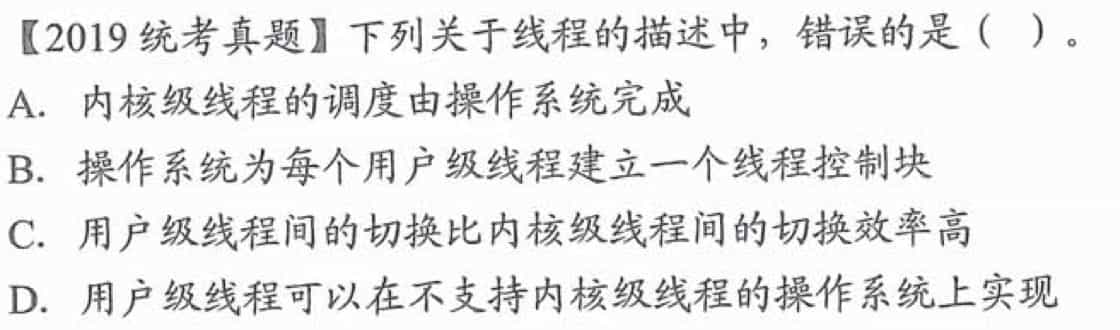 【2019 统考真题】下列关于线程的描述中，错误的是（ ）。
A. 内核级线程的调度由操作系统完成
B. 操作系统为每个用户级线程建立一个线程控制块
C. 用户级线程间的切换比内核级线程间的切换效率高
D. 用户级线程可以在不支持内核级线程的操作系统上实现